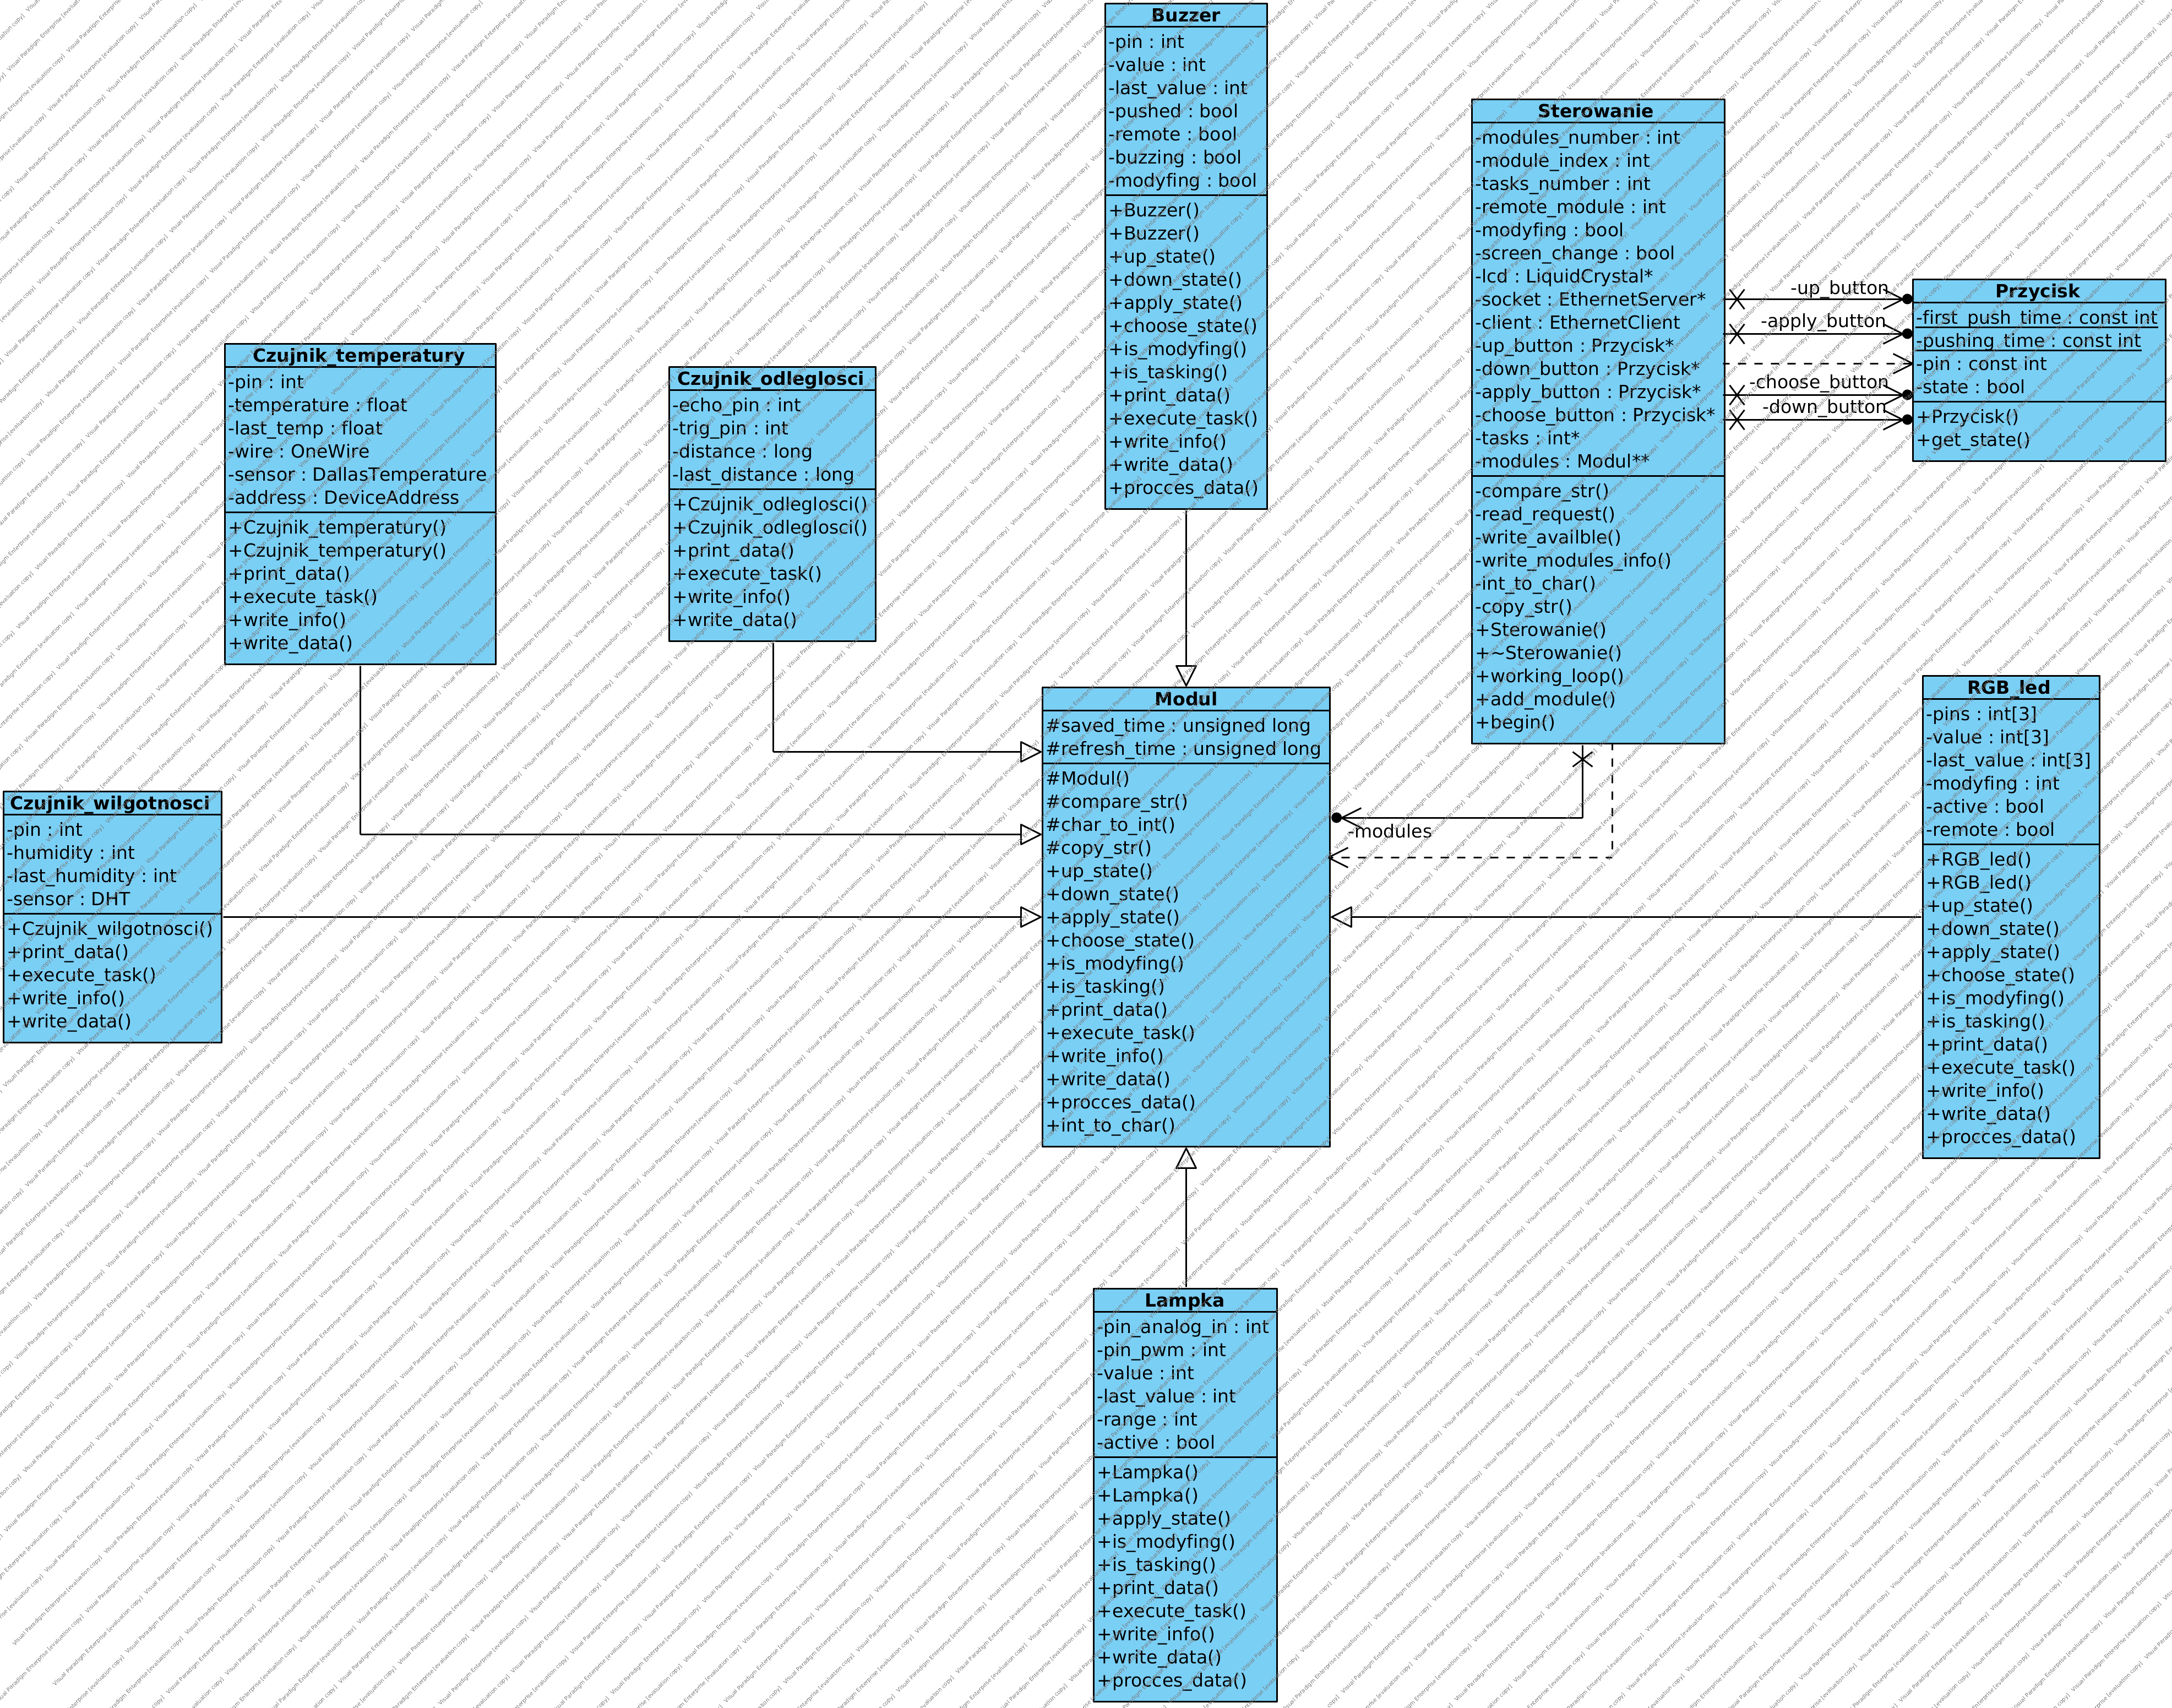 Buzzer
-pin : int
-value : int
-last_value : int
-pushed : bool
-remote : bool
-buzzing : bool
-modyfing : bool
+Buzzer()
+Buzzer()
+up_state()
+down_state()
+apply_state()
+choose_state()
+is_modyfing()
+is_tasking()
+print_data()
+execute_task()
+write_info()
+write_data()
+procces_data()
Sterowanie
-modules_number : int
-module_index : int
-tasks_number : int
-remote_module : int
-modyfing : bool
-screen_change : bool
-lcd : LiquidCrystal*
-socket : EthernetServer*
-client : EthernetClient
-up_button : Przycisk*
-down_button : Przycisk*
-apply_button : Przycisk*
-choose_button : Przycisk*
-tasks : int*
-modules : Modul**
-compare_str()
-read_request()
-write_availble()
-write_modules_info()
-int_to_char()
-copy_str()
+Sterowanie()
+~Sterowanie()
+working_loop()
+add_module()
+begin()
-up_button
-apply_button
-choose_button
-down_button
Przycisk
-first_push_time : const int
-pushing_time : const int
-pin : const int
-state : bool
+Przycisk()
+get_state()
Czujnik_temperatury
-pin : int
-temperature : float
-last_temp : float
-wire : OneWire
-sensor : DallasTemperature
-address : DeviceAddress
+Czujnik_temperatury()
+Czujnik_temperatury()
+print_data()
+execute_task()
+write_info()
+write_data()
Czujnik_odleglosci
-echo_pin : int
-trig_pin : int
-distance : long
-last_distance : long
+Czujnik_odleglosci()
+Czujnik_odleglosci()
+print_data()
+execute_task()
+write_info()
+write_data()
Czujnik_wilgotnosci
-pin : int
-humidity : int
-last_humidity : int
-sensor : DHT
+Czujnik_wilgotnosci()
+print_data()
+execute_task()
+write_info()
+write_data()
Modul
#saved_time : unsigned long
#refresh_time : unsigned long
#Modul()
#compare_str()
#char_to_int()
#copy_str()
+up_state()
+down_state()
+apply_state()
+choose_state()
+is_modyfing()
+is_tasking()
+print_data()
+execute_task()
+write_info()
+write_data()
+procces_data()
+int_to_char()
-modules
RGB_led
-pins : int[3]
-value : int[3]
-last_value : int[3]
-modyfing : int
-active : bool
-remote : bool
+RGB_led()
+RGB_led()
+up_state()
+down_state()
+apply_state()
+choose_state()
+is_modyfing()
+is_tasking()
+print_data()
+execute_task()
+write_info()
+write_data()
+procces_data()
Lampka
-pin_analog_in : int
-pin_pwm : int
-value : int
-last_value : int
-range : int
-active : bool
+Lampka()
+Lampka()
+apply_state()
+is_modyfing()
+is_tasking()
+print_data()
+execute_task()
+write_info()
+write_data()
+procces_data()
Visual Paradigm Enterprise [evaluation copy]